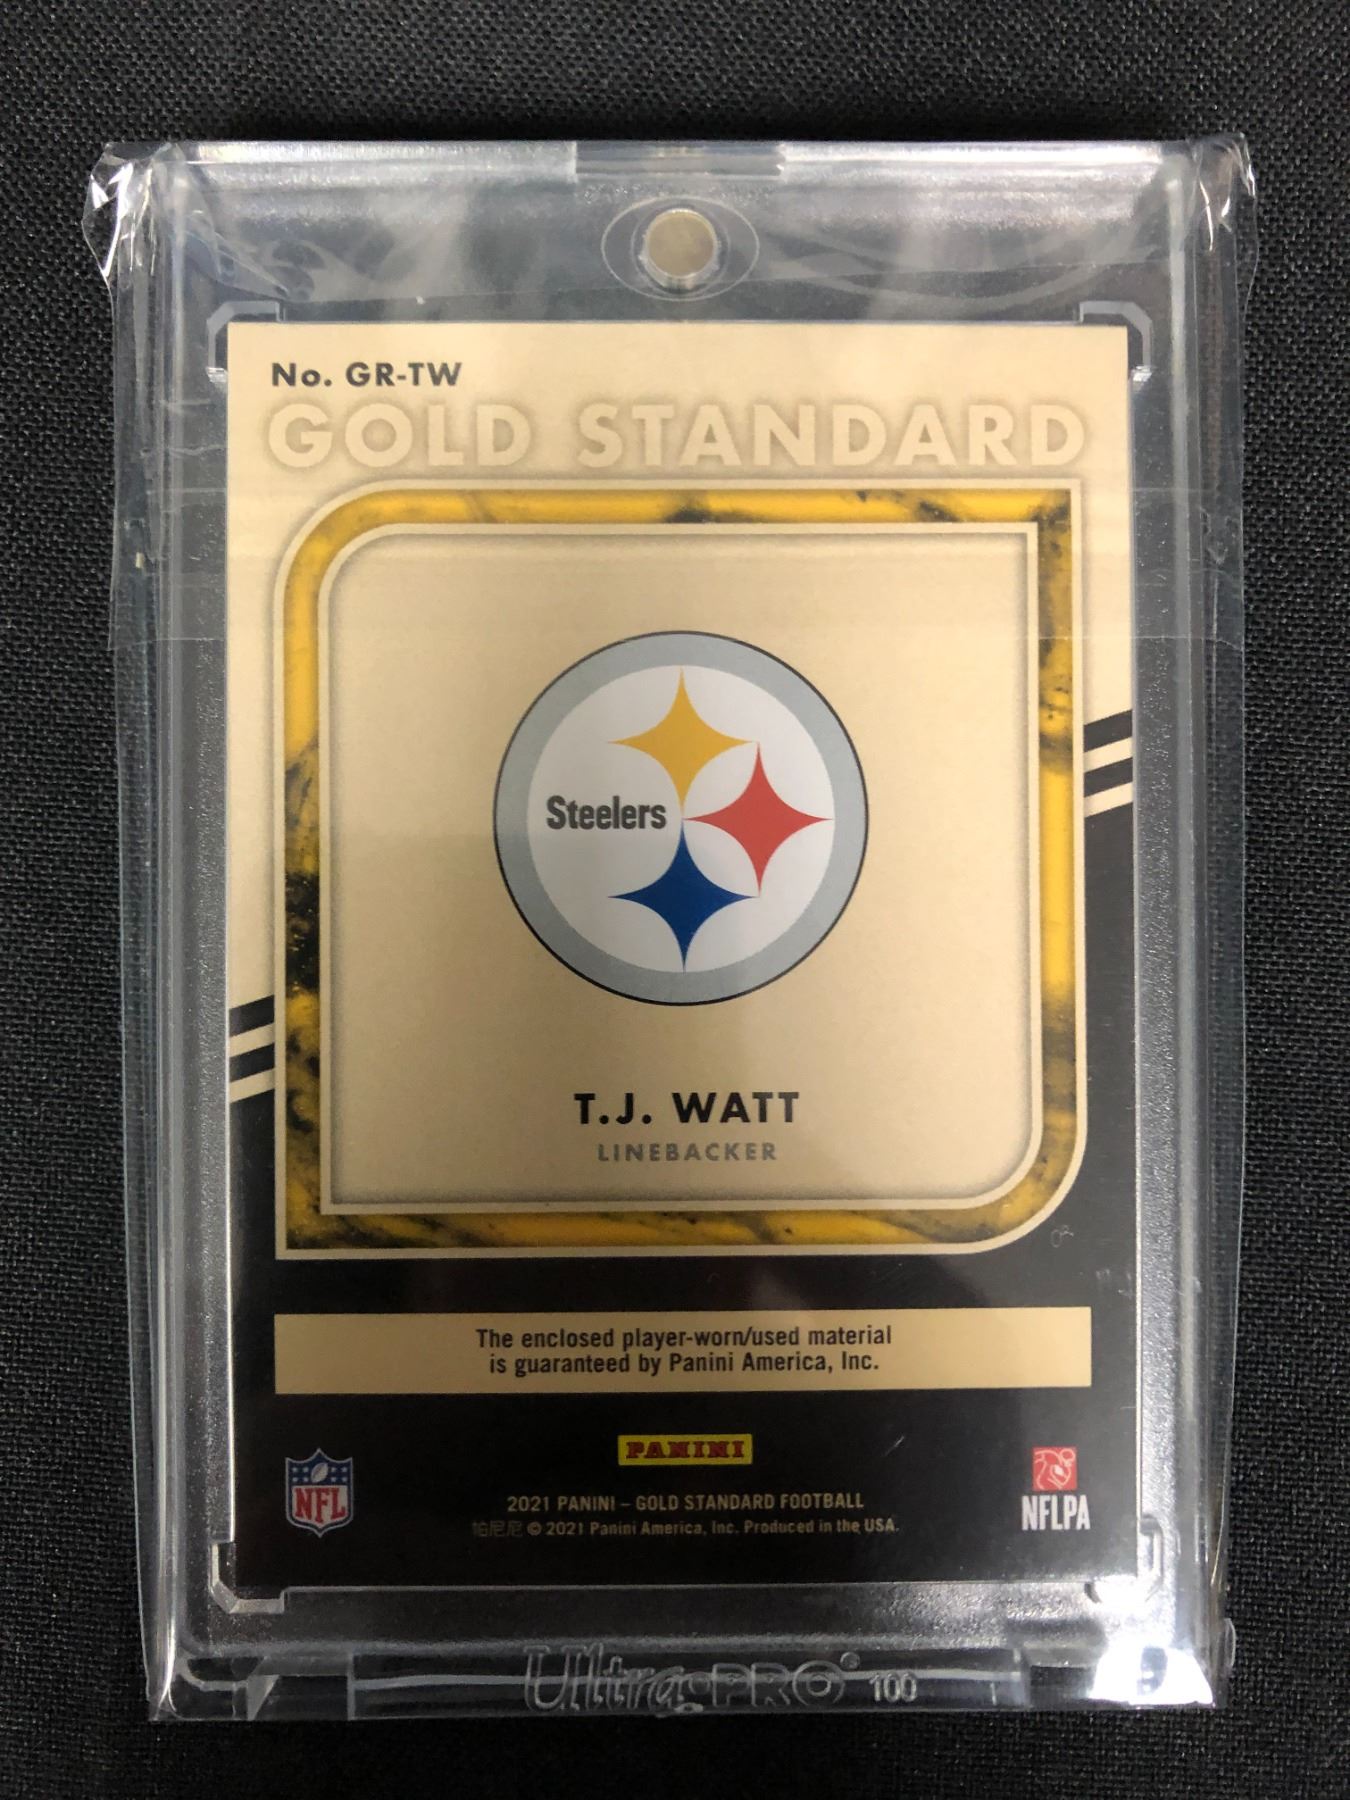 No. GR-TW
GOLD STANDARD
Steelers
T.J. WATT
LINEBACKER
The enclosed player-worn/used material
is guaranteed by Panini America, Inc.
PANINI
NFL
NFLPA
2021 PANINI – GOLD STANDARD FOOTBALL
帕尼尼 © 2021 Panini America, Inc. Produced in the USA.
Ultra•PRO® 100